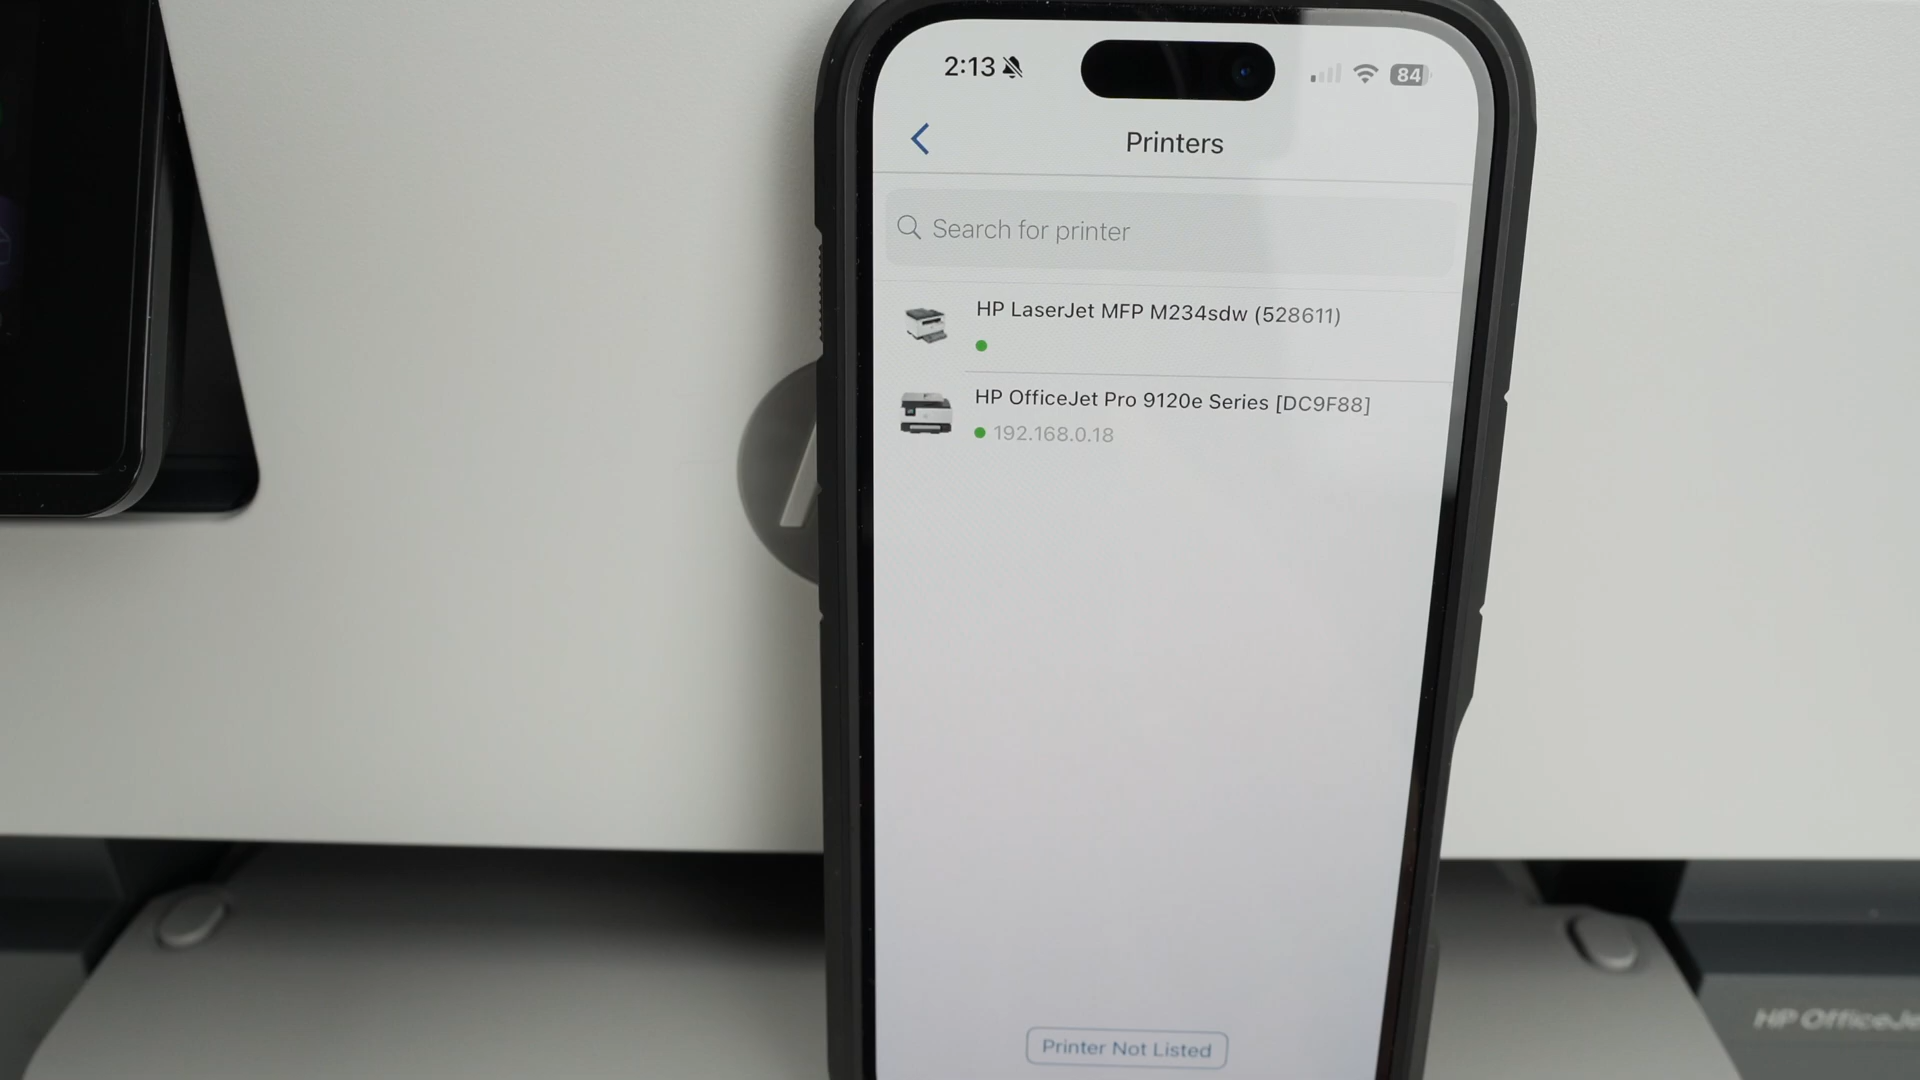 2:13
84
Printers
Search for printer
HP LaserJet MFP M234sdw (528611)
HP OfficeJet Pro 9120e Series [DC9F88]
192.168.0.18
Printer Not Listed
HP OfficeJe